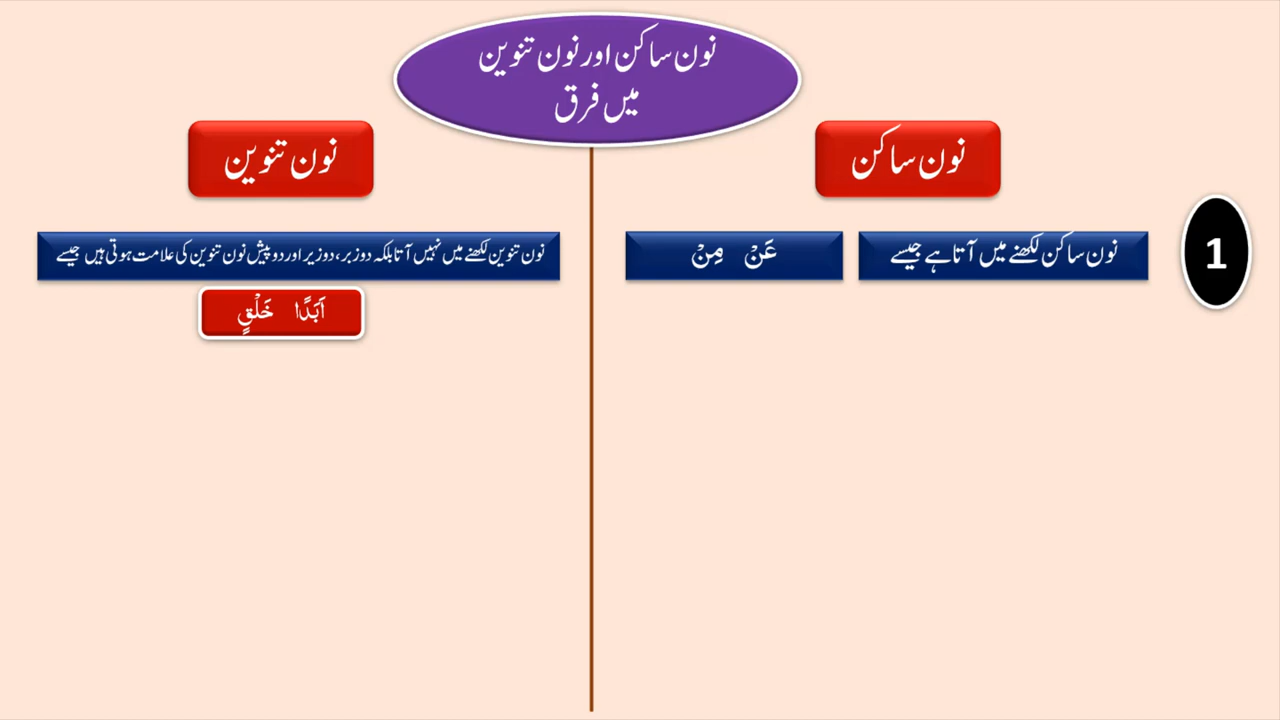 نون ساکن اور نون تنوین
میں فرق
نون ساکن
نون تنوین
1
نون ساکن لکھنے میں آتا ہے جیسے
عَنْ مِنْ
نون تنوین لکھنے میں نہیں آتا بلکہ دو زبر، دو زیر اور دو پیش نون تنوین کی علامت ہوتی ہیں جیسے
اَبَدًا خَلْقٍ